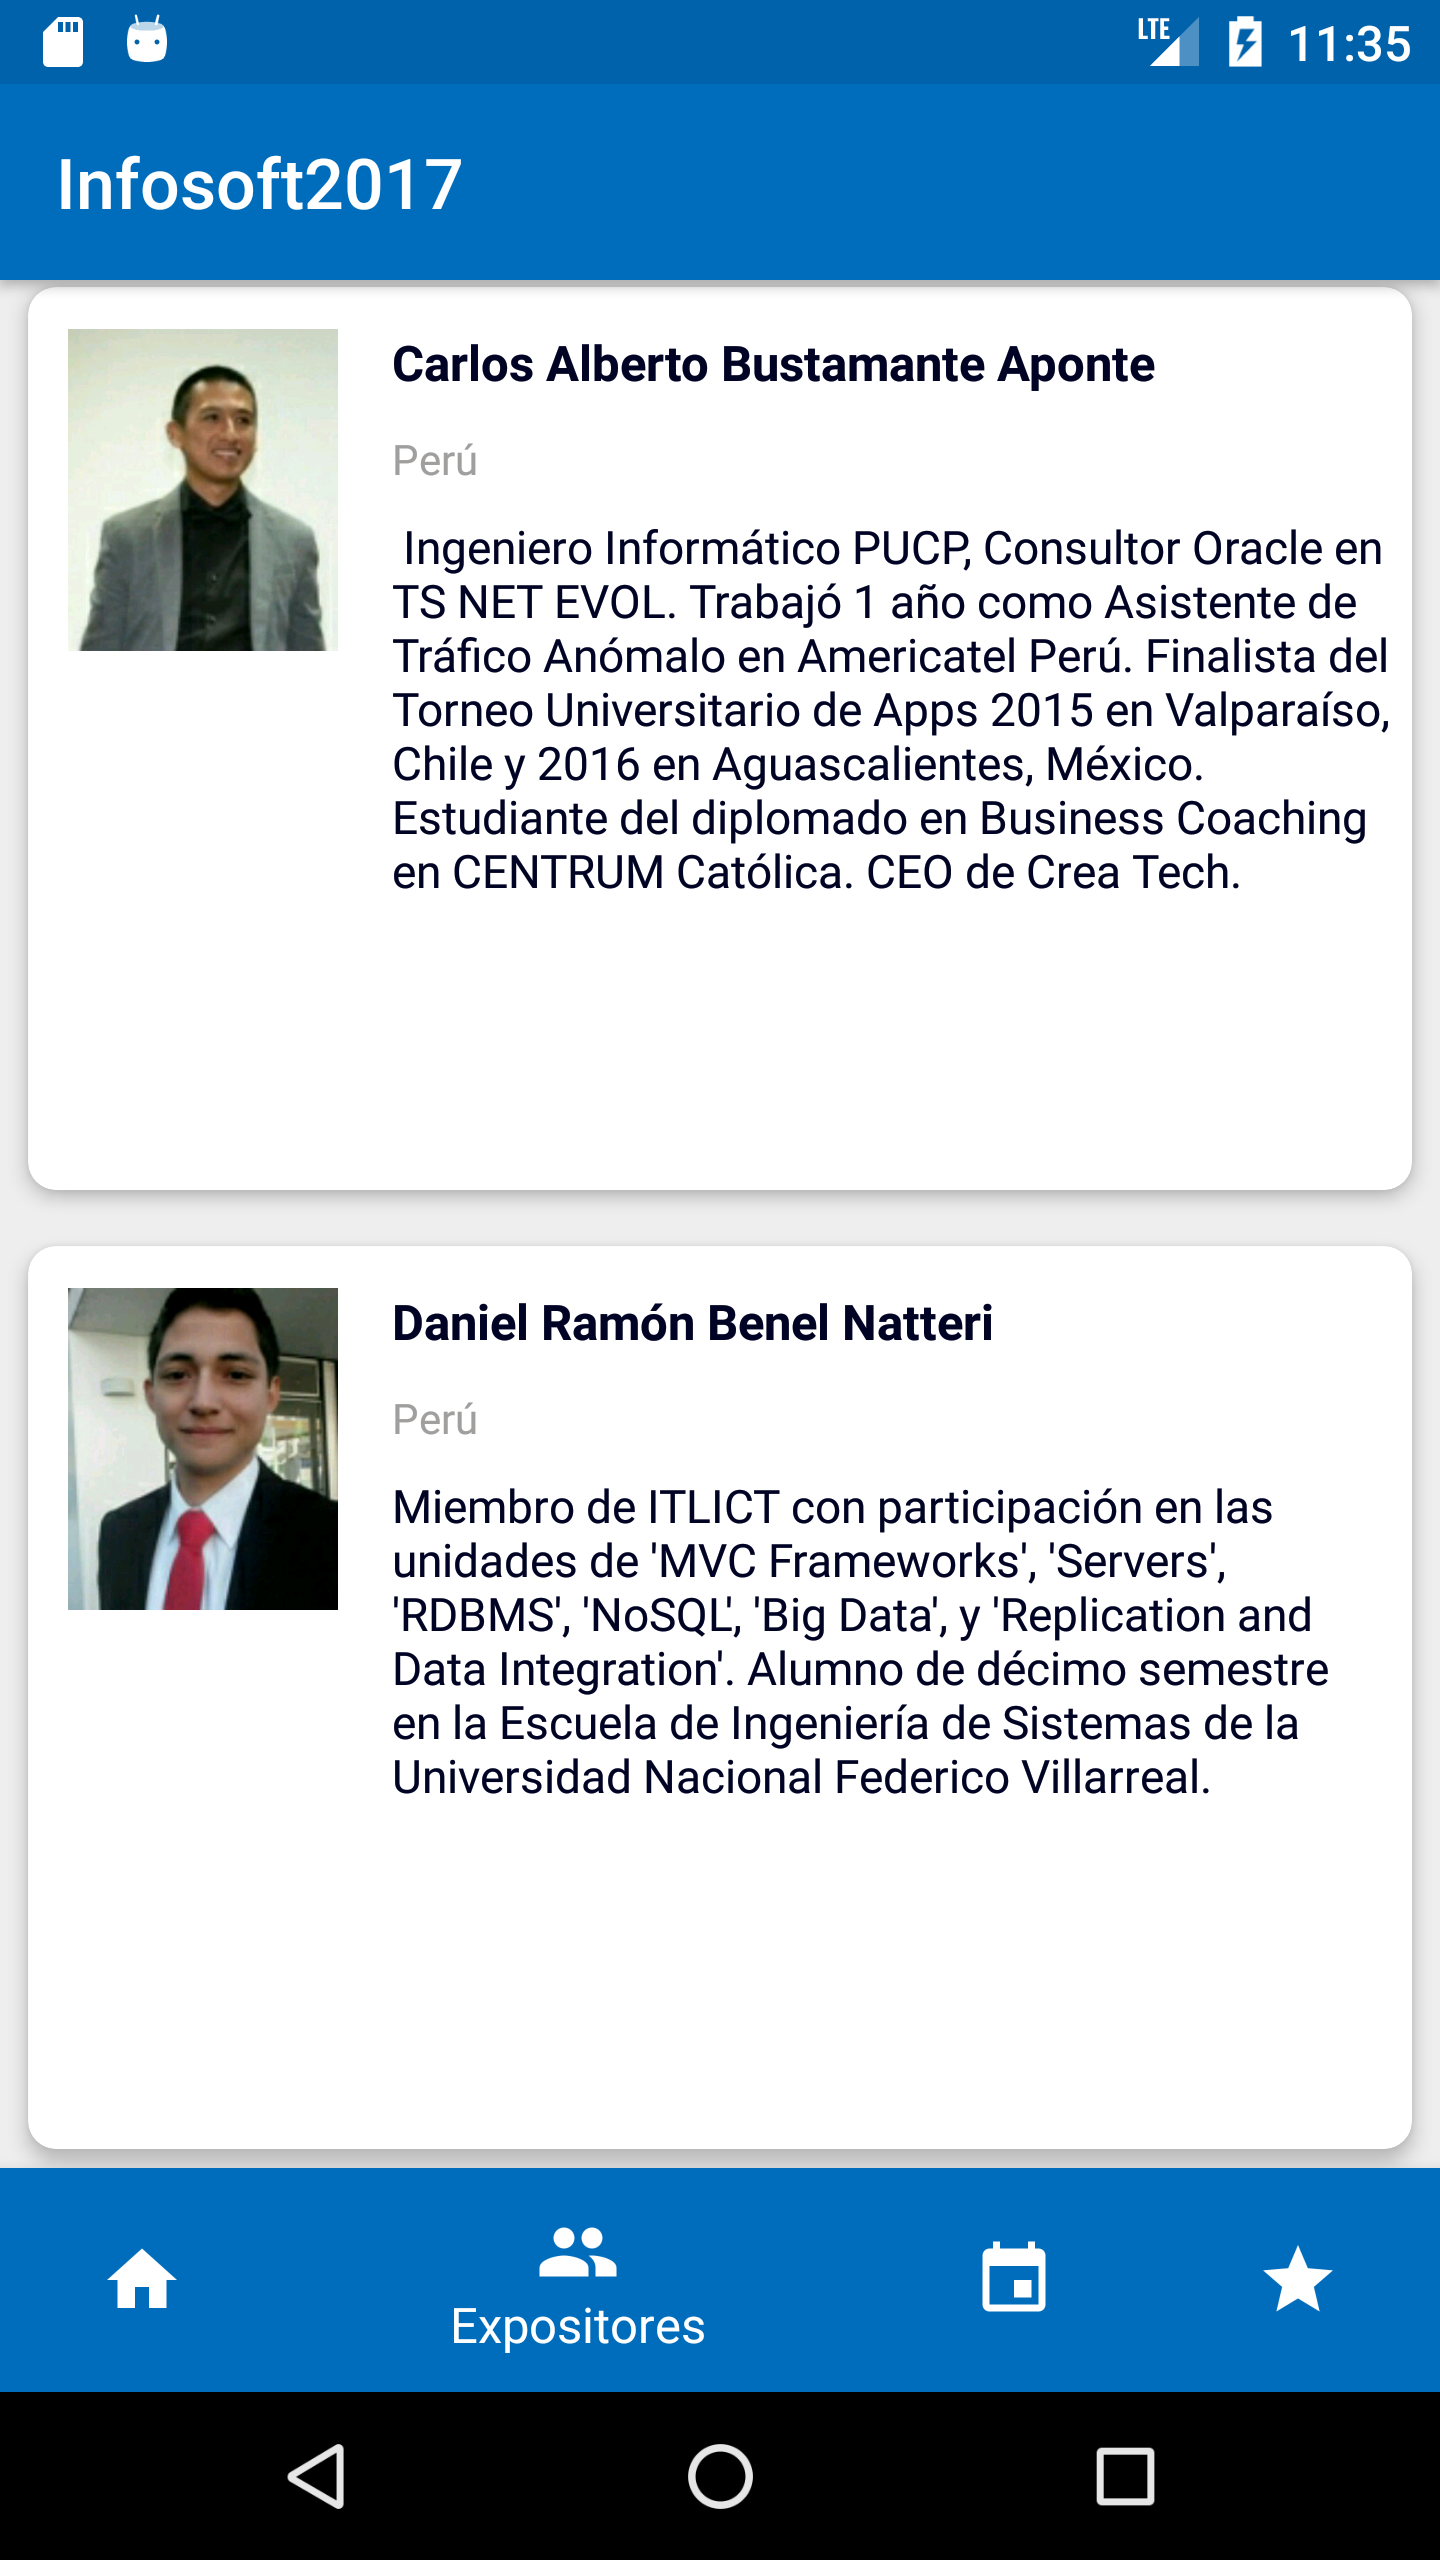 LTE 11:35
Infosoft2017
Carlos Alberto Bustamante Aponte
Perú
Ingeniero Informático PUCP, Consultor Oracle en
TS NET EVOL. Trabajó 1 año como Asistente de
Tráfico Anómalo en Americatel Perú. Finalista del
Torneo Universitario de Apps 2015 en Valparaíso,
Chile y 2016 en Aguascalientes, México.
Estudiante del diplomado en Business Coaching
en CENTRUM Católica. CEO de Crea Tech.
Daniel Ramón Benel Natteri
Perú
Miembro de ITLICT con participación en las
unidades de 'MVC Frameworks', 'Servers',
'RDBMS', 'NoSQL', 'Big Data', y 'Replication and
Data Integration'. Alumno de décimo semestre
en la Escuela de Ingeniería de Sistemas de la
Universidad Nacional Federico Villarreal.
Expositores